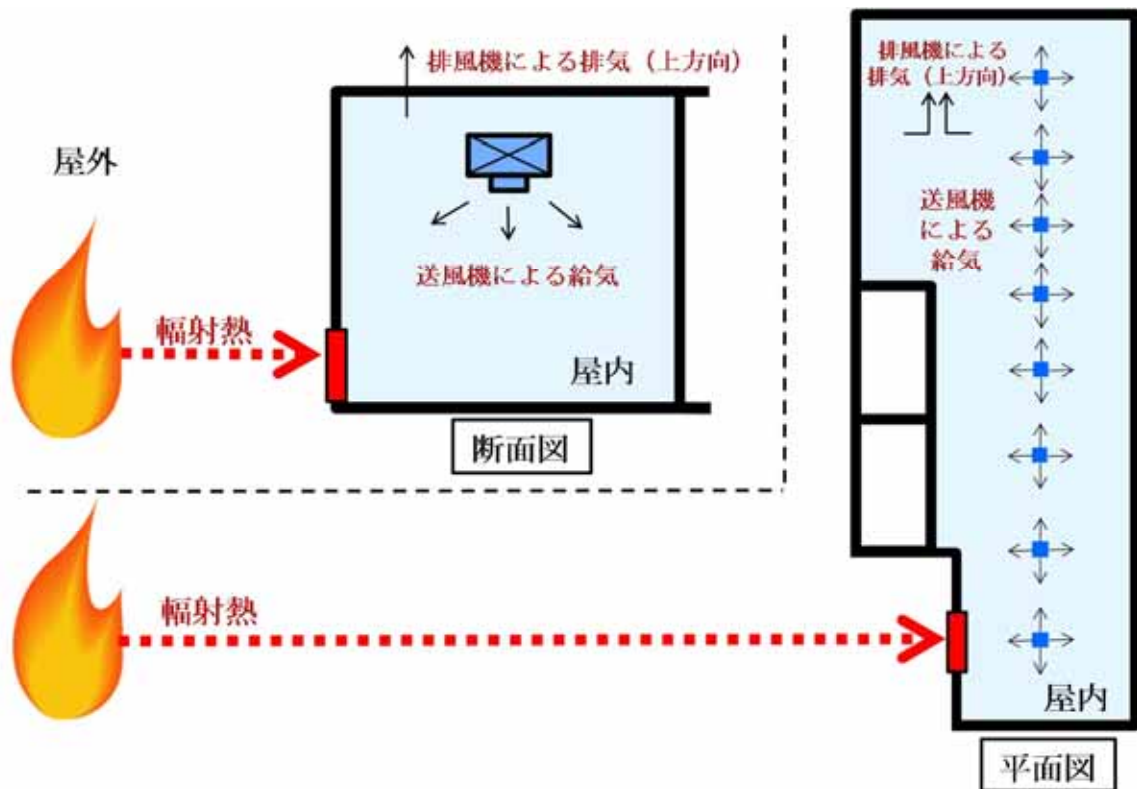 排風機による排気（上方向）
屋外
送風機による給気
輻射熱
屋内
断面図
輻射熱
排風機による
排気（上方向）
送風機
による
給気
屋内
平面図